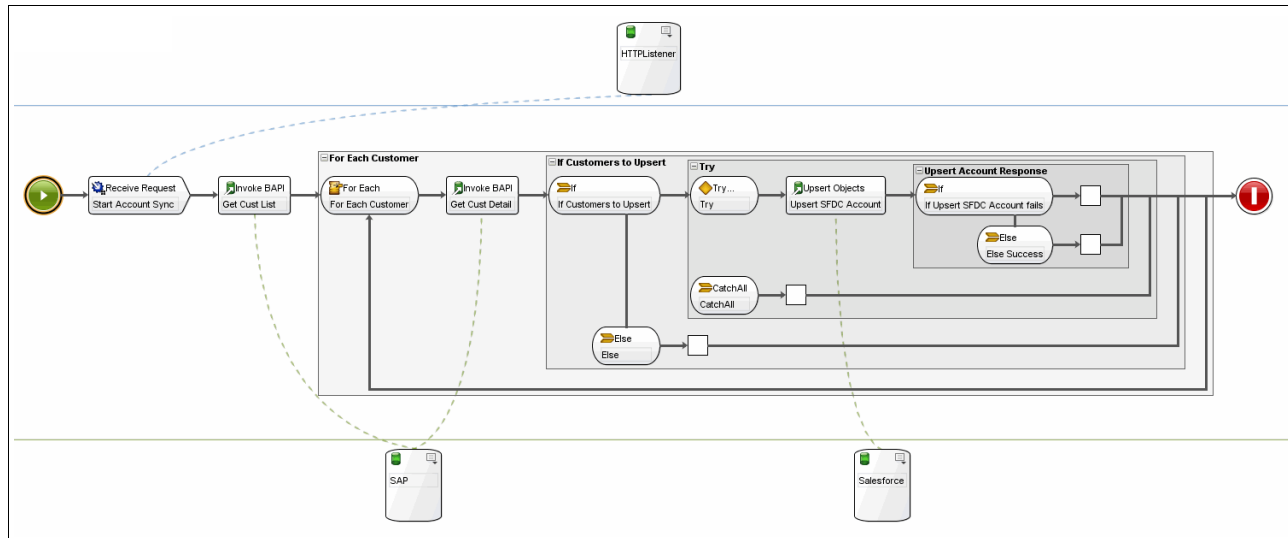 HTTPListener
For Each Customer
If Customers to Upsert
Try
Upsert Account Response
Receive Request
Start Account Sync
Invoke BAPI
Get Cust List
For Each
For Each Customer
Invoke BAPI
Get Cust Detail
If
If Customers to Upsert
Try...
Try
Upsert Objects
Upsert SFDC Account
If
If Upsert SFDC Account fails
Else
Else Success
CatchAll
CatchAll
Else
Else
SAP
Salesforce